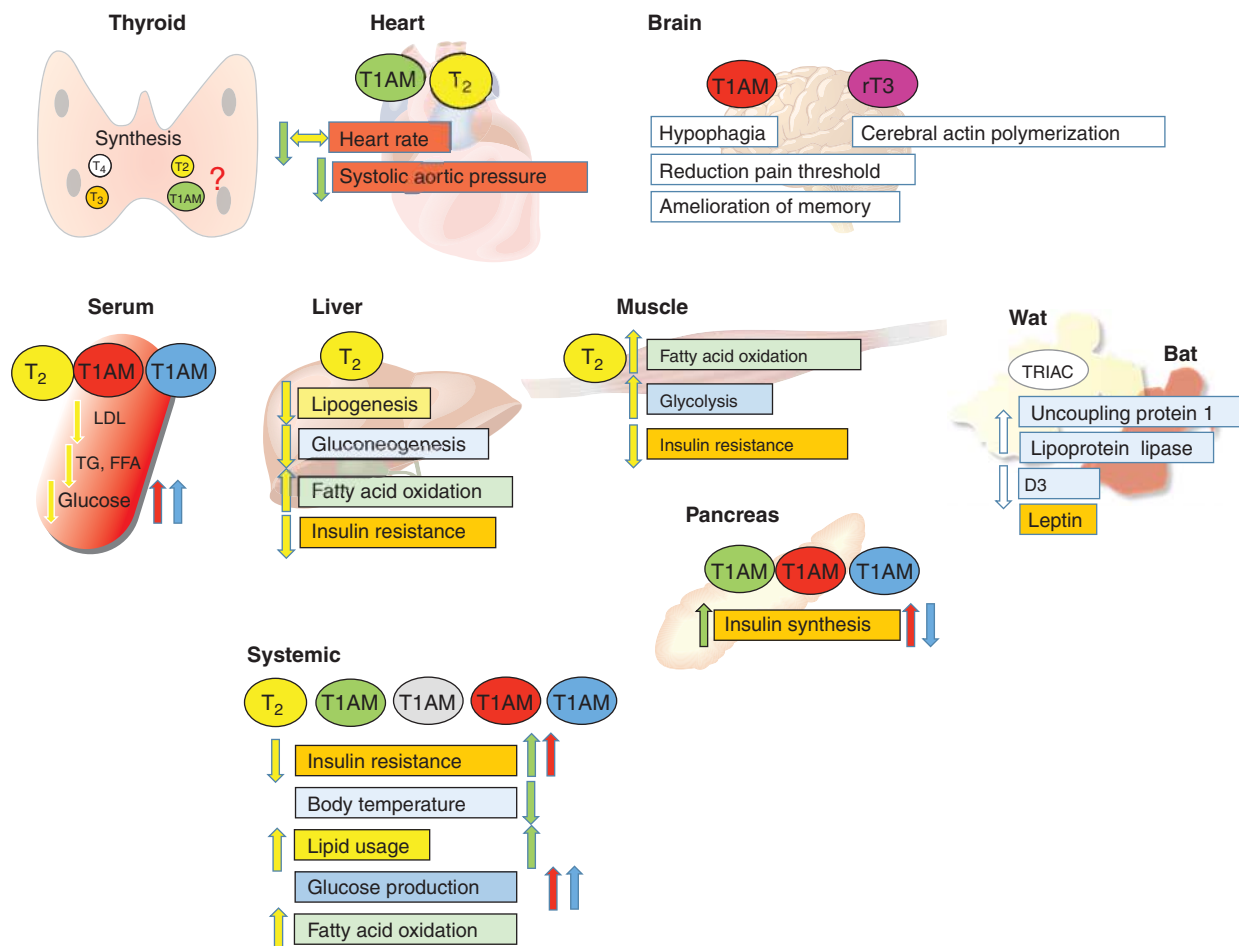 Thyroid
Synthesis
T4
T2
T3
T1AM
?
Heart
T1AM
T2
Heart rate
Systolic aortic pressure
Brain
T1AM
rT3
Hypophagia
Cerebral actin polymerization
Reduction pain threshold
Amelioration of memory
Serum
T2
T1AM
T1AM
LDL
TG, FFA
Glucose
Liver
T2
Lipogenesis
Gluconeogenesis
Fatty acid oxidation
Insulin resistance
Muscle
T2
Fatty acid oxidation
Glycolysis
Insulin resistance
Wat
Bat
TRIAC
Uncoupling protein 1
Lipoprotein lipase
D3
Leptin
Pancreas
T1AM
T1AM
T1AM
Insulin synthesis
Systemic
T2
T1AM
T1AM
T1AM
T1AM
Insulin resistance
Body temperature
Lipid usage
Glucose production
Fatty acid oxidation